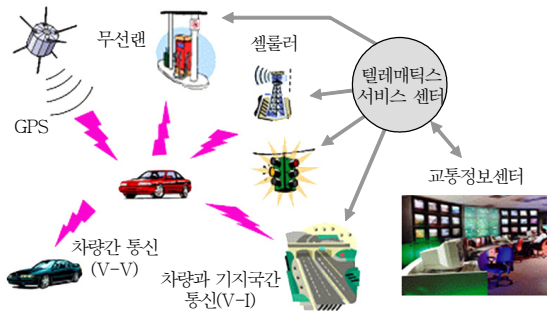 무선랜
셀룰러
텔레매틱스
서비스 센터
GPS
교통정보센터
차량간 통신
(V-V)
차량과 기지국간
통신(V-I)